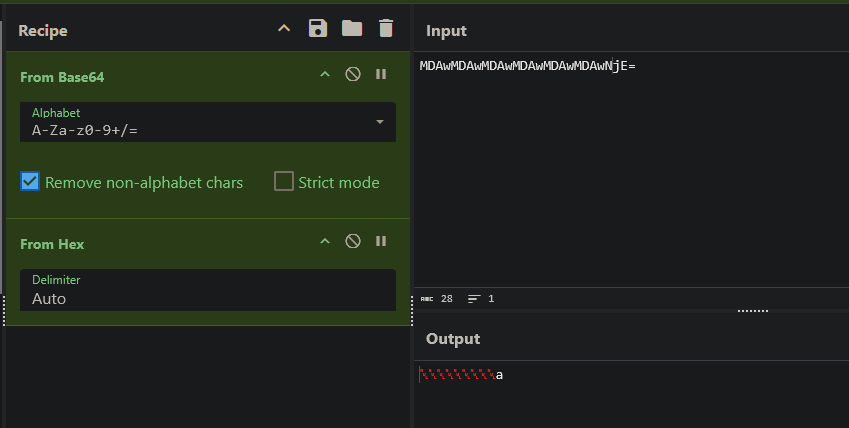 Recipe
From Base64
Alphabet
A-Za-z0-9+/=
Remove non-alphabet chars
Strict mode
From Hex
Delimiter
Auto
Input
MDAwMDAwMDAwMDAwMDAwMDAwNjE=
ABC 28 1
Output
␀␀␀␀␀␀␀␀␀a